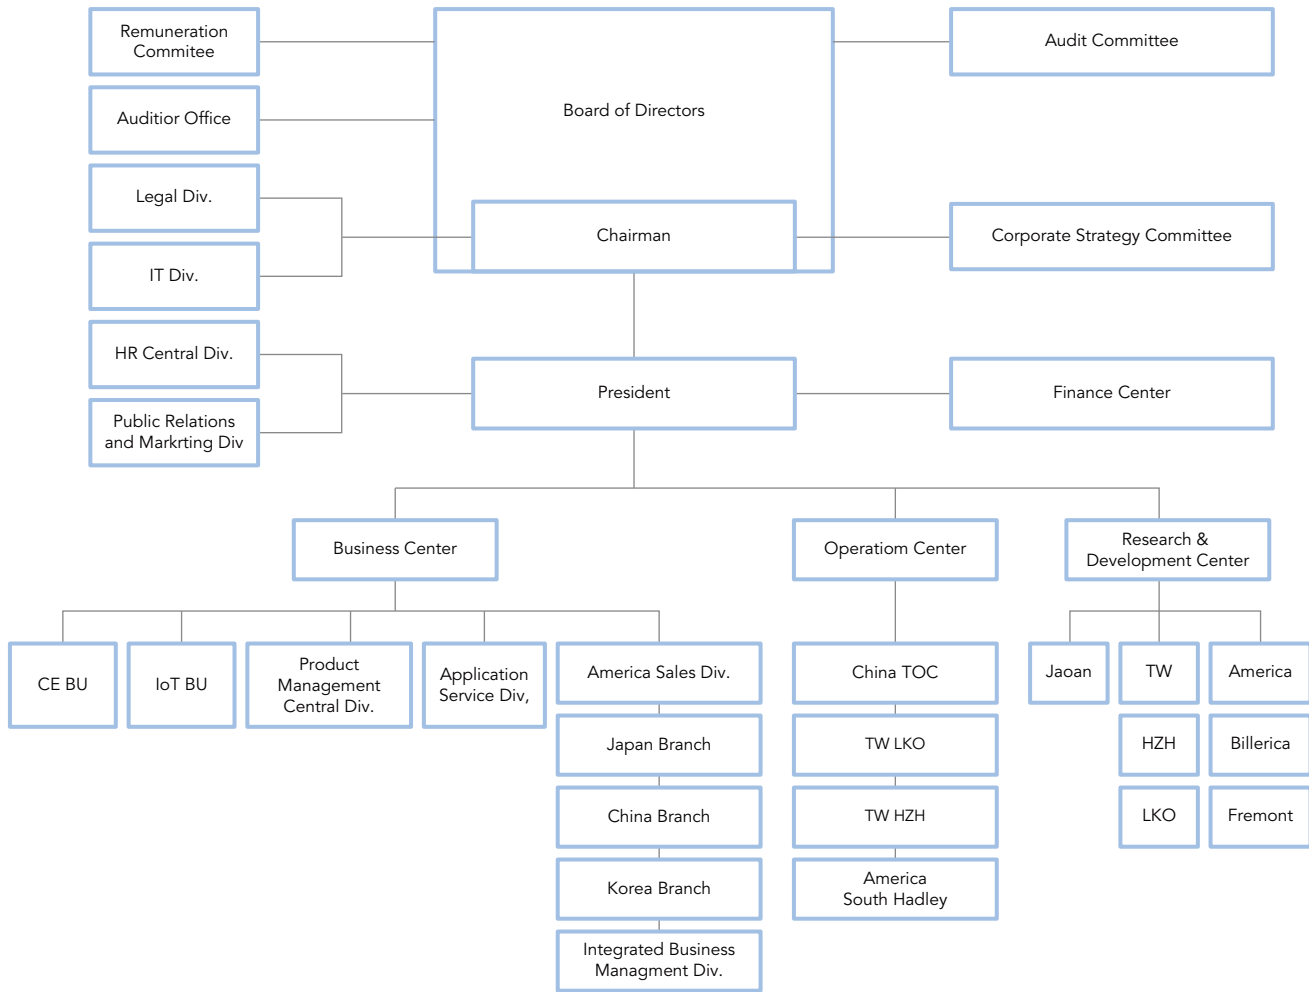 Remuneration
Commitee
Audit Committee
Board of Directors
Auditior Office
Legal Div.
Chairman
Corporate Strategy Committee
IT Div.
HR Central Div.
President
Finance Center
Public Relations
and Markrting Div
Business Center
Operatiom Center
Research &
Development Center
CE BU
IoT BU
Product
Management
Central Div.
Application
Service Div,
America Sales Div.
China TOC
Jaoan
TW
America
Japan Branch
TW LKO
HZH
Billerica
China Branch
TW HZH
LKO
Fremont
Korea Branch
America
South Hadley
Integrated Business
Managment Div.